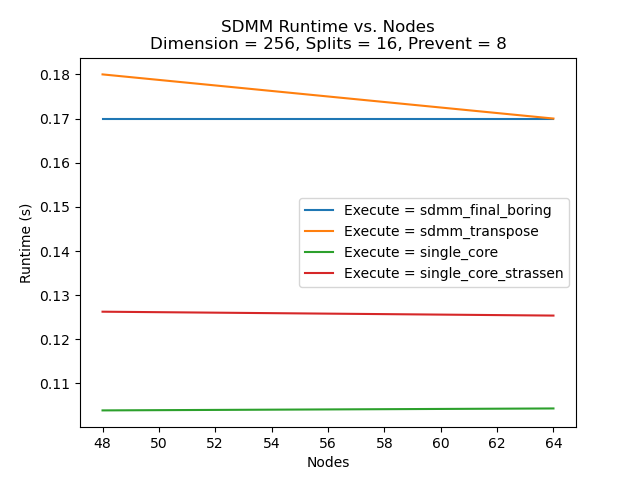 SDMM Runtime vs. Nodes
Dimension = 256, Splits = 16, Prevent = 8
0.18
0.17
0.16
0.15
0.14
0.13
0.12
0.11
Runtime (s)
Execute = sdmm_final_boring
Execute = sdmm_transpose
Execute = single_core
Execute = single_core_strassen
48 50 52 54 56 58 60 62 64
Nodes